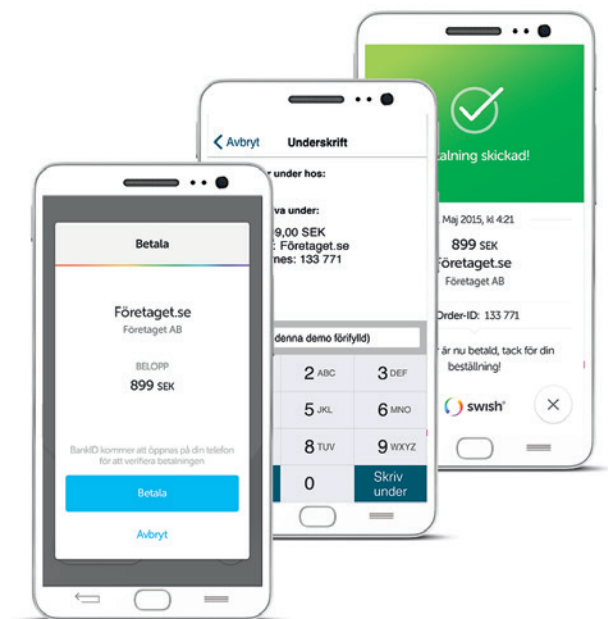 Betala
Företaget.se
Företaget AB
BELOPP
899 SEK
BankID kommer att öppnas på din telefon
för att verifiera betalningen
Betala
Avbryt
Avbryt Underskrift
under hos:
under:
9,00 SEK
: Företaget.se
133 771
denna demo förifylld)
2 ABC 3 DEF
5 JKL 6 MNO
8 TUV 9 WXYZ
0 Skriv
under
skickad!
Maj 2015, kl 4:21
899 SEK
Företaget.se
Företaget AB
Order-ID: 133 771
är nu betald, tack för din
beställning!
swish